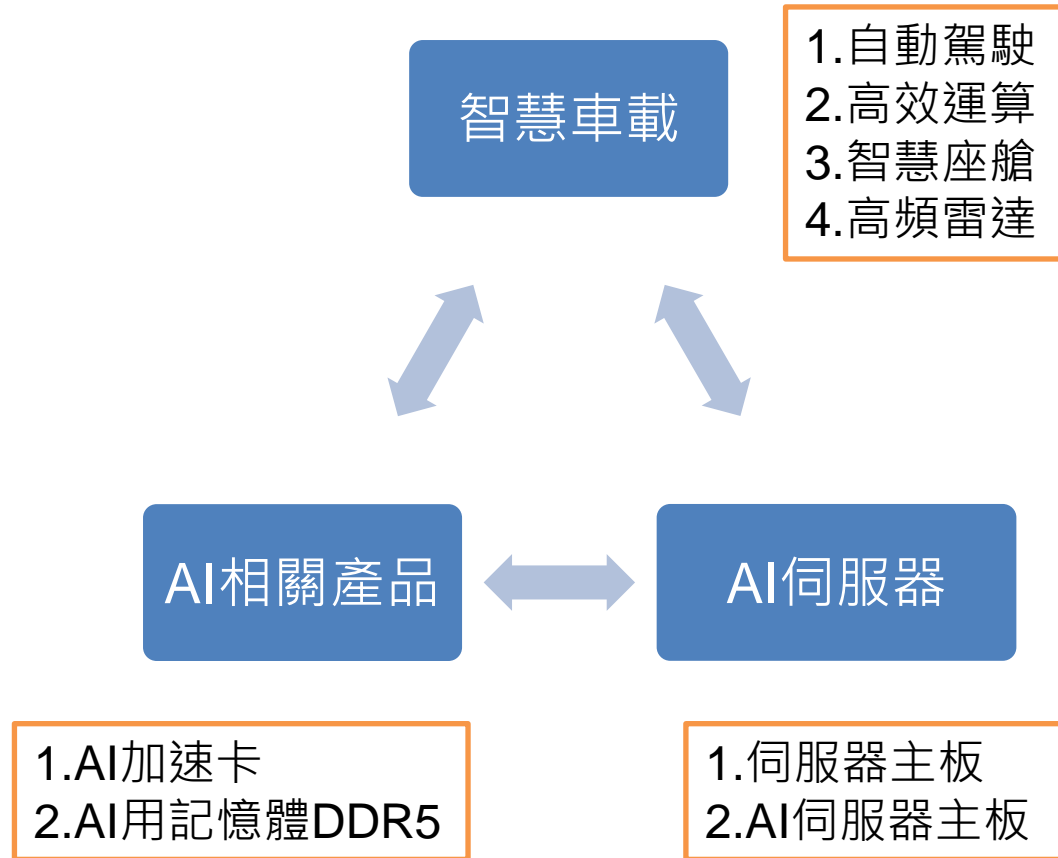 智慧車載
1.自動駕駛
2.高效運算
3.智慧座艙
4.高頻雷達
AI相關產品
AI伺服器
1.AI加速卡
2.AI用記憶體DDR5
1.伺服器主板
2.AI伺服器主板